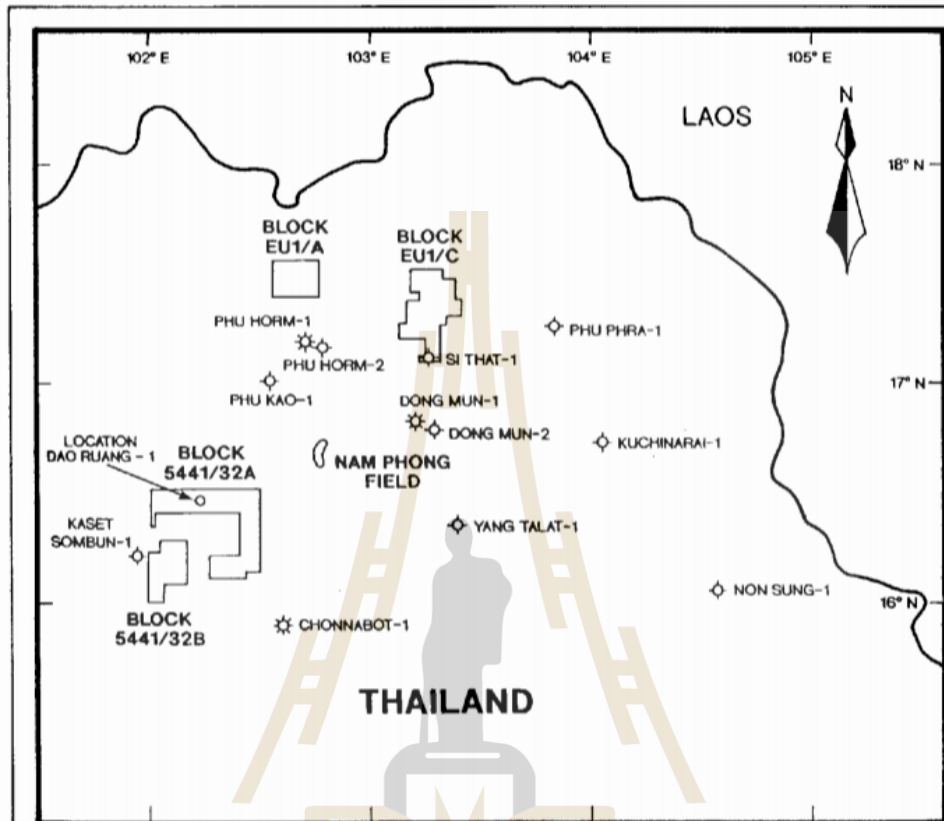 102° E
103° E
104° E
105° E
LAOS
N
18° N
BLOCK
EU1/A
BLOCK
EU1/C
PHU HORM-1
PHU HORM-2
PHU PHRA-1
SI THAT-1
17° N
PHU KAO-1
DONG MUN-1
DONG MUN-2
KUCHINARAI-1
LOCATION
DAO RUANG - 1
BLOCK
5441/32A
NAM PHONG
FIELD
KASET
SOMBUN-1
YANG TALAT-1
NON SUNG-1
16° N
BLOCK
5441/32B
CHONNABOT-1
THAILAND